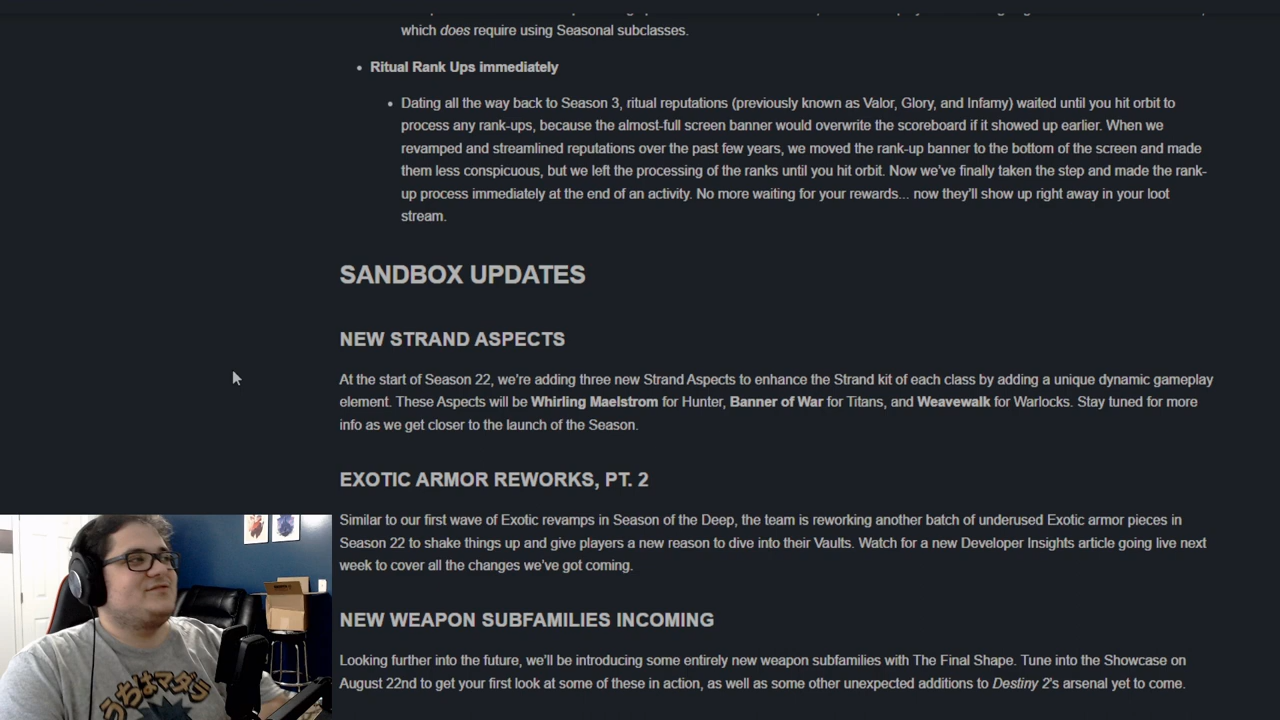 which does require using Seasonal subclasses.
• Ritual Rank Ups immediately
• Dating all the way back to Season 3, ritual reputations (previously known as Valor, Glory, and Infamy) waited until you hit orbit to
process any rank-ups, because the almost-full screen banner would overwrite the scoreboard if it showed up earlier. When we
revamped and streamlined reputations over the past few years, we moved the rank-up banner to the bottom of the screen and made
them less conspicuous, but we left the processing of the ranks until you hit orbit. Now we've finally taken the step and made the rank-
up process immediately at the end of an activity. No more waiting for your rewards... now they'll show up right away in your loot
stream.
SANDBOX UPDATES
NEW STRAND ASPECTS
At the start of Season 22, we're adding three new Strand Aspects to enhance the Strand kit of each class by adding a unique dynamic gameplay
element. These Aspects will be Whirling Maelstrom for Hunter, Banner of War for Titans, and Weavewalk for Warlocks. Stay tuned for more
info as we get closer to the launch of the Season.
EXOTIC ARMOR REWORKS, PT. 2
Similar to our first wave of Exotic revamps in Season of the Deep, the team is reworking another batch of underused Exotic armor pieces in
Season 22 to shake things up and give players a new reason to dive into their Vaults. Watch for a new Developer Insights article going live next
week to cover all the changes we've got coming.
NEW WEAPON SUBFAMILIES INCOMING
Looking further into the future, we'll be introducing some entirely new weapon subfamilies with The Final Shape. Tune into the Showcase on
August 22nd to get your first look at some of these in action, as well as some other unexpected additions to Destiny 2's arsenal yet to come.
うちはマダラ